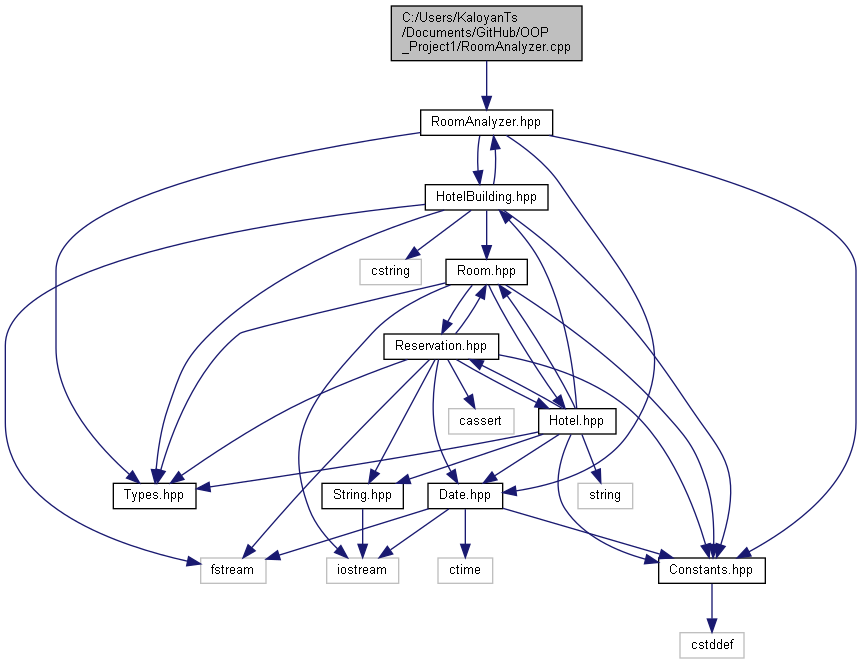 C:/Users/KaloyanTs
/Documents/GitHub/OOP
_Project1/RoomAnalyzer.cpp
RoomAnalyzer.hpp
HotelBuilding.hpp
cstring
Room.hpp
Reservation.hpp
cassert
Hotel.hpp
Types.hpp
String.hpp
Date.hpp
string
fstream
iostream
ctime
Constants.hpp
cstddef